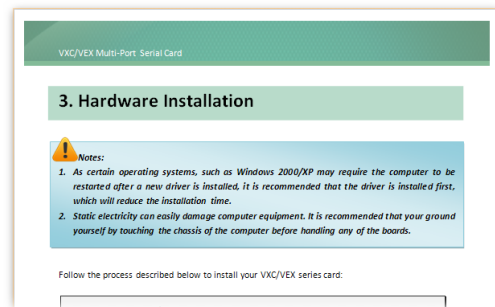 VXC/VEX Multi-Port Serial Card
3. Hardware Installation
Notes:
1. As certain operating systems, such as Windows 2000/XP may require the computer to be
restarted after a new driver is installed, it is recommended that the driver is installed first,
which will reduce the installation time.
2. Static electricity can easily damage computer equipment. It is recommended that your ground
yourself by touching the chassis of the computer before handling any of the boards.
Follow the process described below to install your VXC/VEX series card: